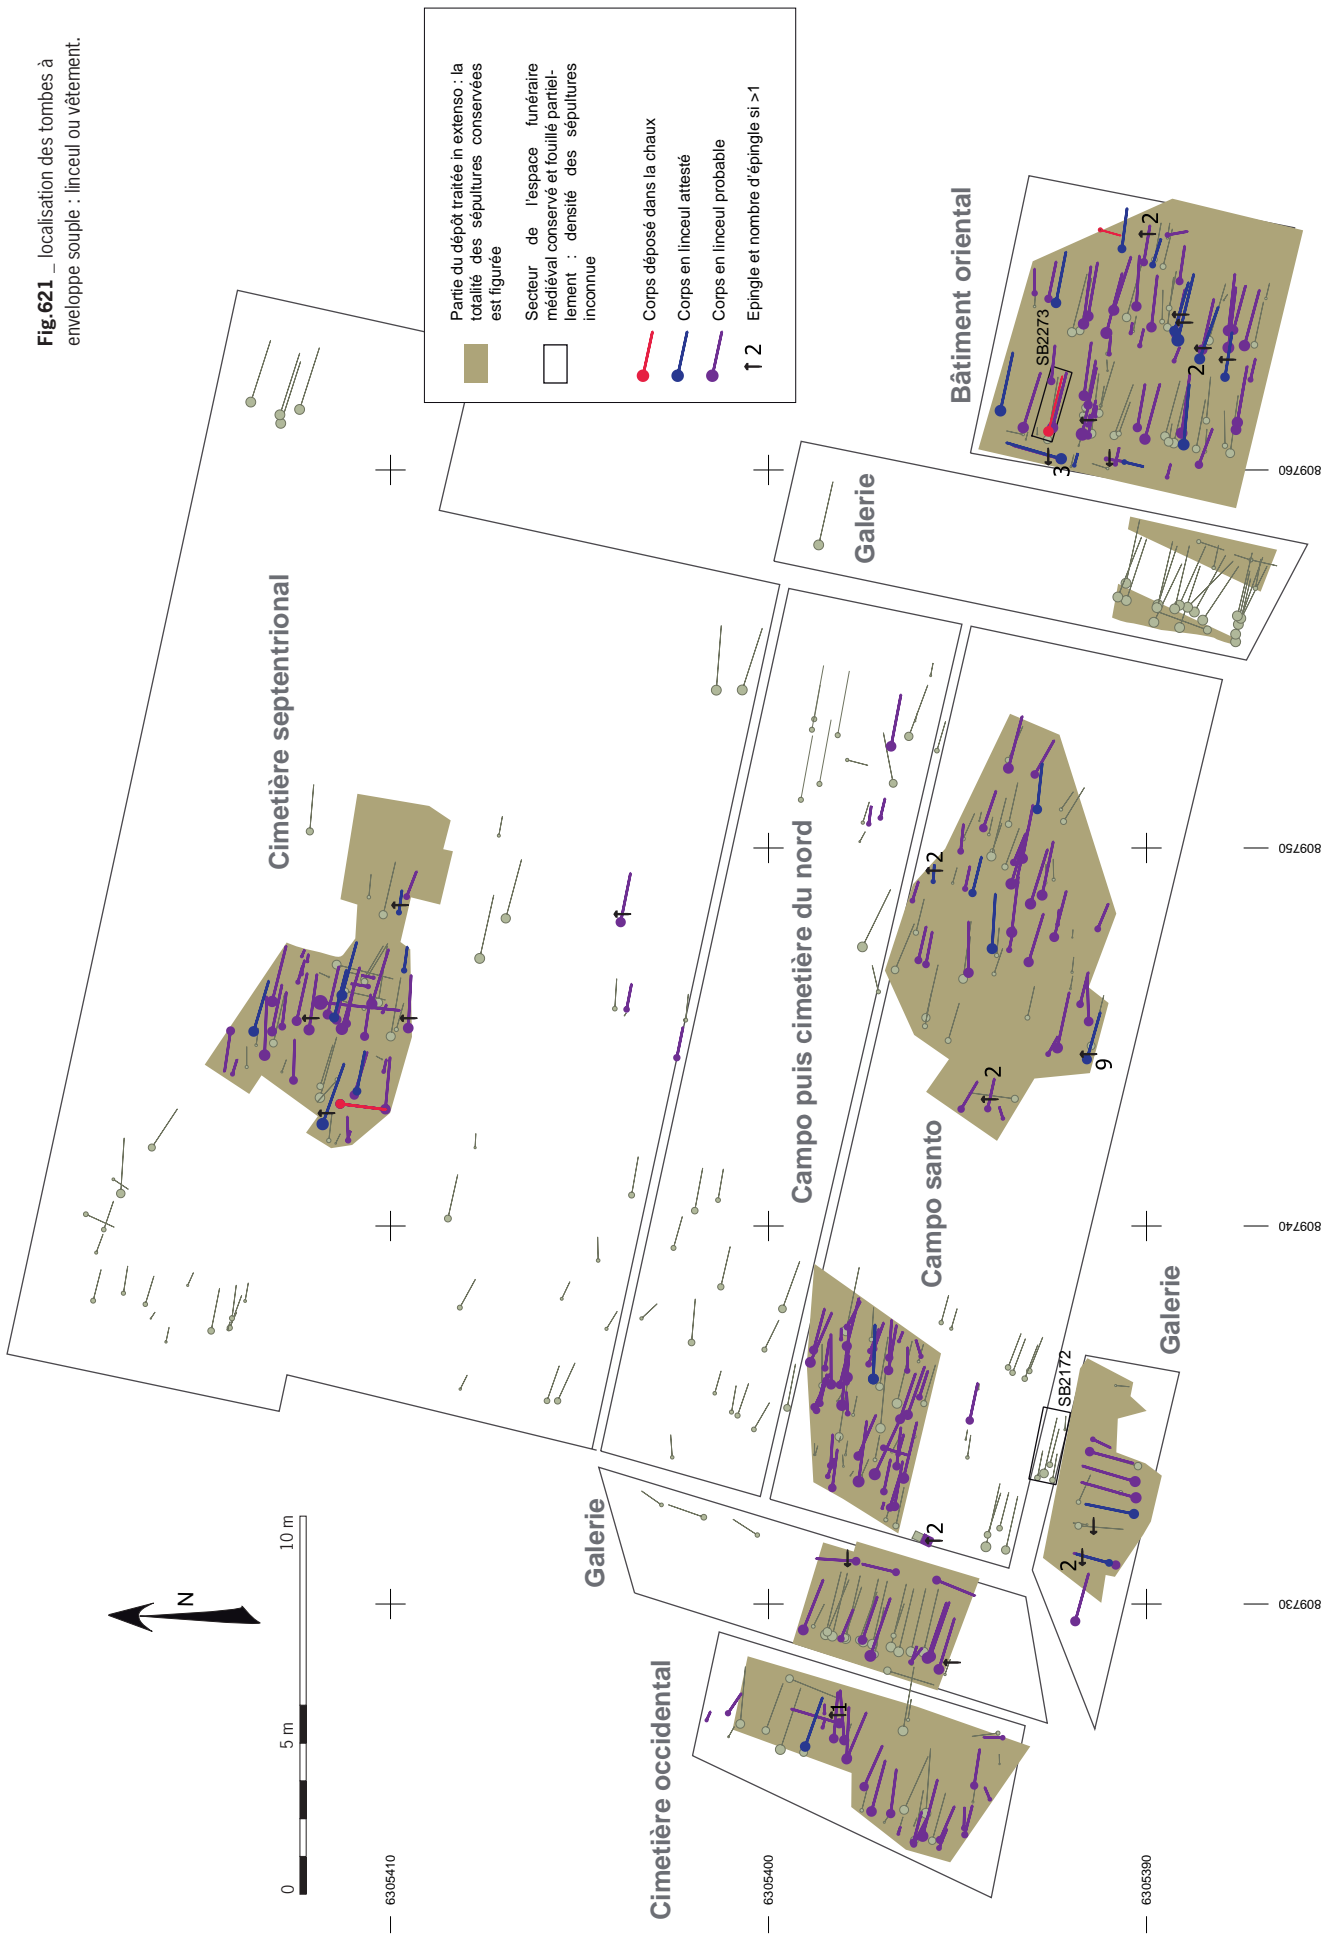 Fig.621 _ localisation des tombes à
enveloppe souple : linceul ou vêtement.
Partie du dépôt traitée in extenso : la
totalité des sépultures conservées
est figurée
Secteur de l'espace funéraire
médiéval conservé et fouillé partiel-
lement : densité des sépultures
inconnue
Corps déposé dans la chaux
Corps en linceul attesté
Corps en linceul probable
2 Epingle et nombre d'épingle si >1
Cimetière septentrional
Campo puis cimetière du nord
Campo santo
Bâtiment oriental
Galerie
Galerie
Galerie
Cimetière occidental
SB2273
SB2172
2
2
3
2
9
2
2
2
11
N
0
5 m
10 m
6305410
6305400
6305390
809730
809740
809750
809760